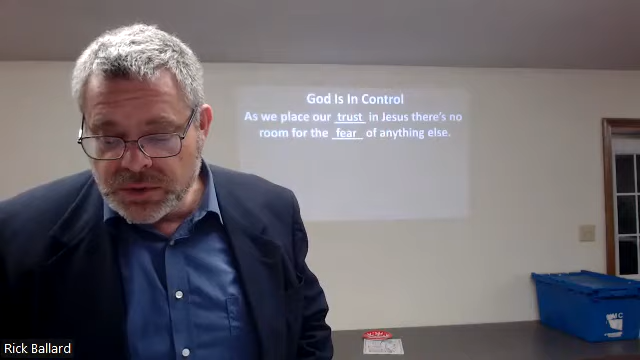 God Is In Control
As we place our trust in Jesus there's no
room for the fear of anything else.
Rick Ballard